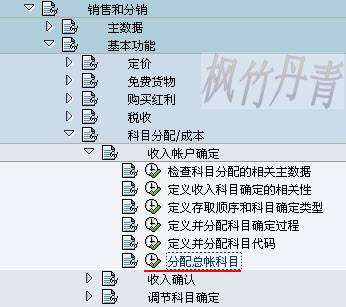 销售和分销
主数据
基本功能
定价
免费货物
购买红利
税收
科目分配/成本
收入帐户确定
检查科目分配的相关主数据
定义收入科目确定的相关性
定义存取顺序和科目确定类型
定义并分配科目确定过程
定义并分配科目代码
分配总帐科目
收入确认
调节科目确定
枫竹丹青